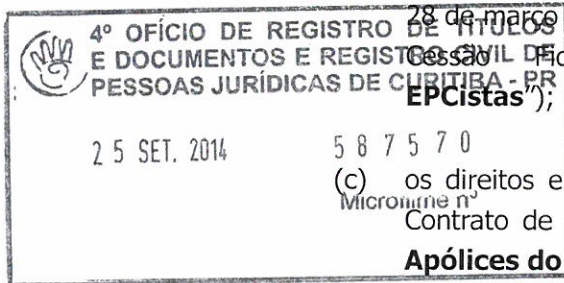 4º OFÍCIO DE REGISTRO DE TÍTULOS
E DOCUMENTOS E REGISTRO CIVIL DE
PESSOAS JURÍDICAS DE CURITIBA - PR
25 SET. 2014
587570
Microfilme nº
28 de março
Cessão Fid
EPCistas");
(c) os direitos e
Contrato de
Apólices do